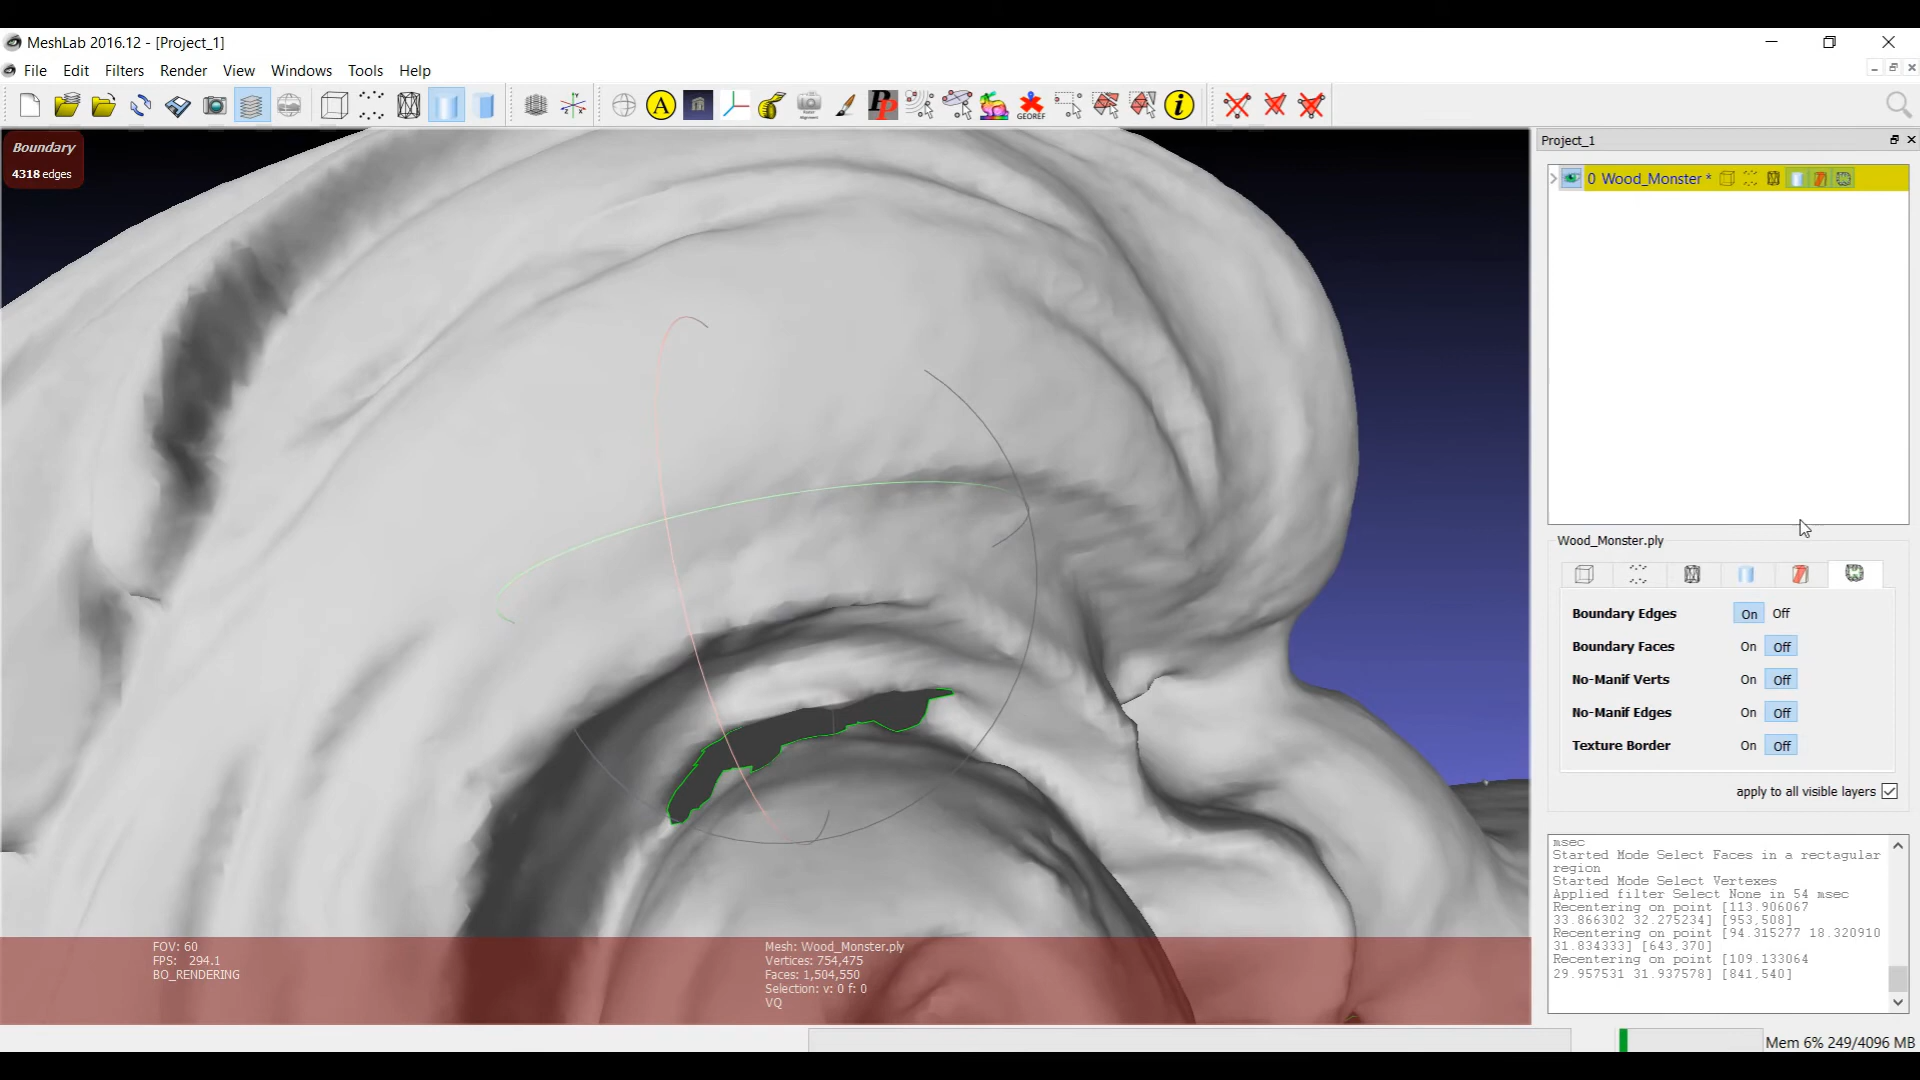 MeshLab 2016.12 - [Project_1]
File Edit Filters Render View Windows Tools Help
A
PP
GEOREF
i
Boundary
4318 edges
Project_1
0 Wood_Monster *
Wood_Monster.ply
Boundary Edges On Off
Boundary Faces On Off
No-Manif Verts On Off
No-Manif Edges On Off
Texture Border On Off
apply to all visible layers
msec
Started Mode Select Faces in a rectagular
region
Started Mode Select Vertexes
Applied filter Select None in 54 msec
Recentering on point [113.906067
33.866302 32.275234] [953,508]
Recentering on point [94.315277 18.320910
31.834333] [643,370]
Recentering on point [109.133064
29.957531 31.937578] [841,540]
FOV: 60
FPS: 294.1
BO_RENDERING
Mesh: Wood_Monster.ply
Vertices: 754,475
Faces: 1,504,550
Selection: v: 0 f: 0
VQ
Mem 6% 249/4096 MB